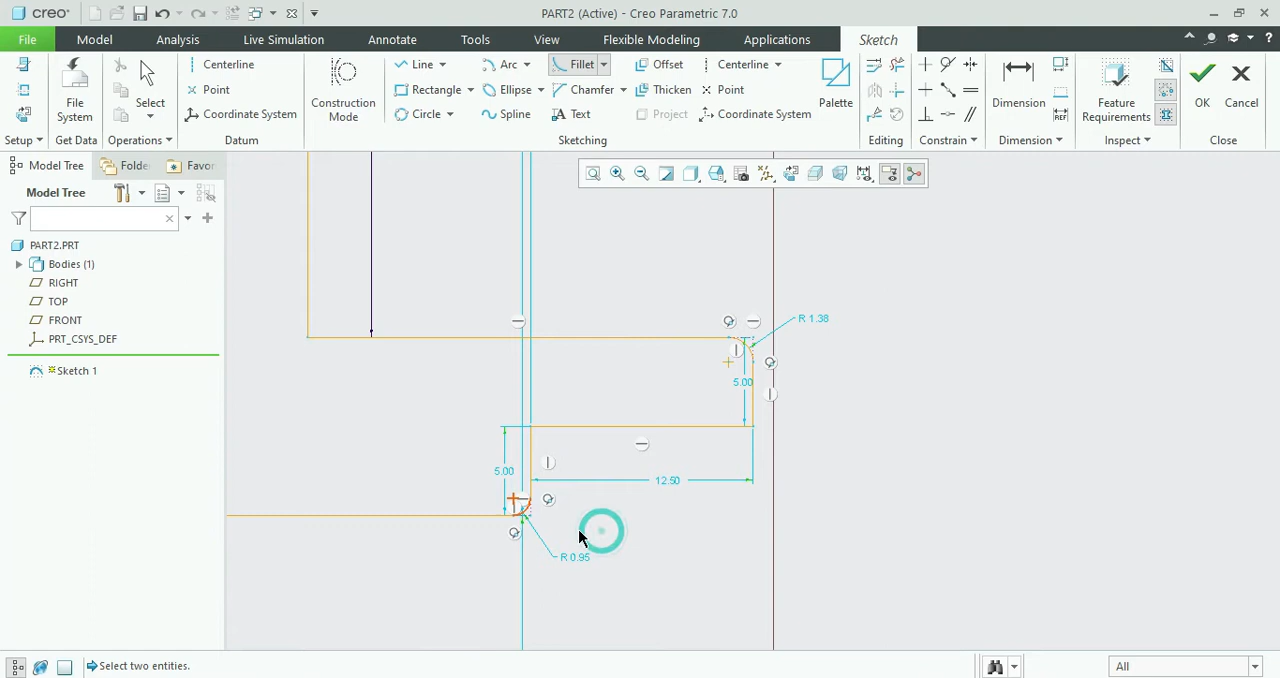 creo®
PART2 (Active) - Creo Parametric 7.0
File
Model
Analysis
Live Simulation
Annotate
Tools
View
Flexible Modeling
Applications
Sketch
File System
Select
Centerline
Point
Coordinate System
Construction Mode
Line
Arc
Fillet
Offset
Centerline
Rectangle
Ellipse
Chamfer
Thicken
Point
Circle
Spline
Text
Project
Coordinate System
Palette
Dimension
REF
Feature Requirements
OK
Cancel
Setup
Get Data
Operations
Datum
Sketching
Editing
Constrain
Dimension
Inspect
Close
Model Tree
Folde
Favor
Model Tree
PART2.PRT
Bodies (1)
RIGHT
TOP
FRONT
PRT_CSYS_DEF
Sketch 1
R 1.38
5.00
5.00
12.50
R 0.95
Select two entities.
All